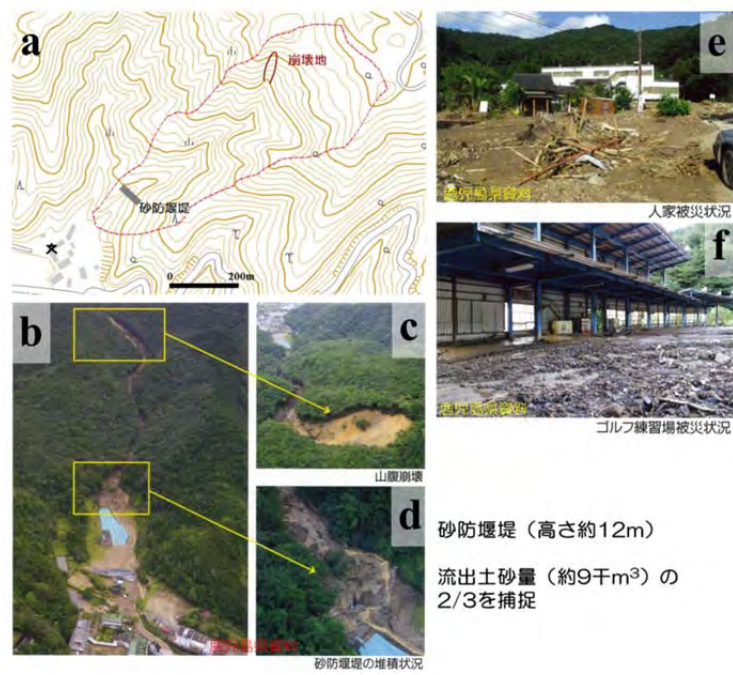 a
崩壊地
砂防堰堤
0 200m
b
c
山腹崩壊
d
鹿児島県資料
砂防堰堤の堆積状況
e
鹿児島県資料
人家被災状況
f
鹿児島県資料
ゴルフ練習場被災状況
砂防堰堤（高さ約12m）
流出土砂量（約9千m³）の
2/3を捕捉